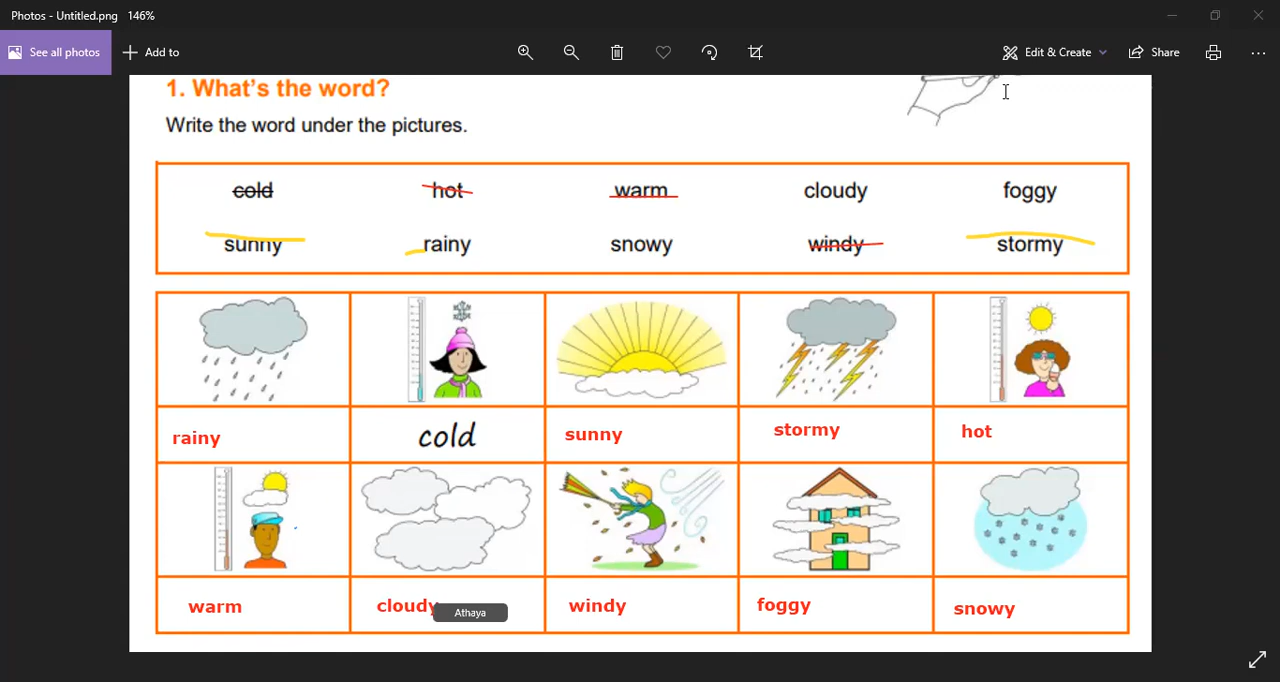 Photos - Untitled.png 146%
See all photos
Add to
Edit & Create
Share
1. What's the word?
Write the word under the pictures.
cold hot warm cloudy foggy
sunny rainy snowy windy stormy
rainy cold sunny stormy hot
warm cloudy windy foggy snowy
Athaya